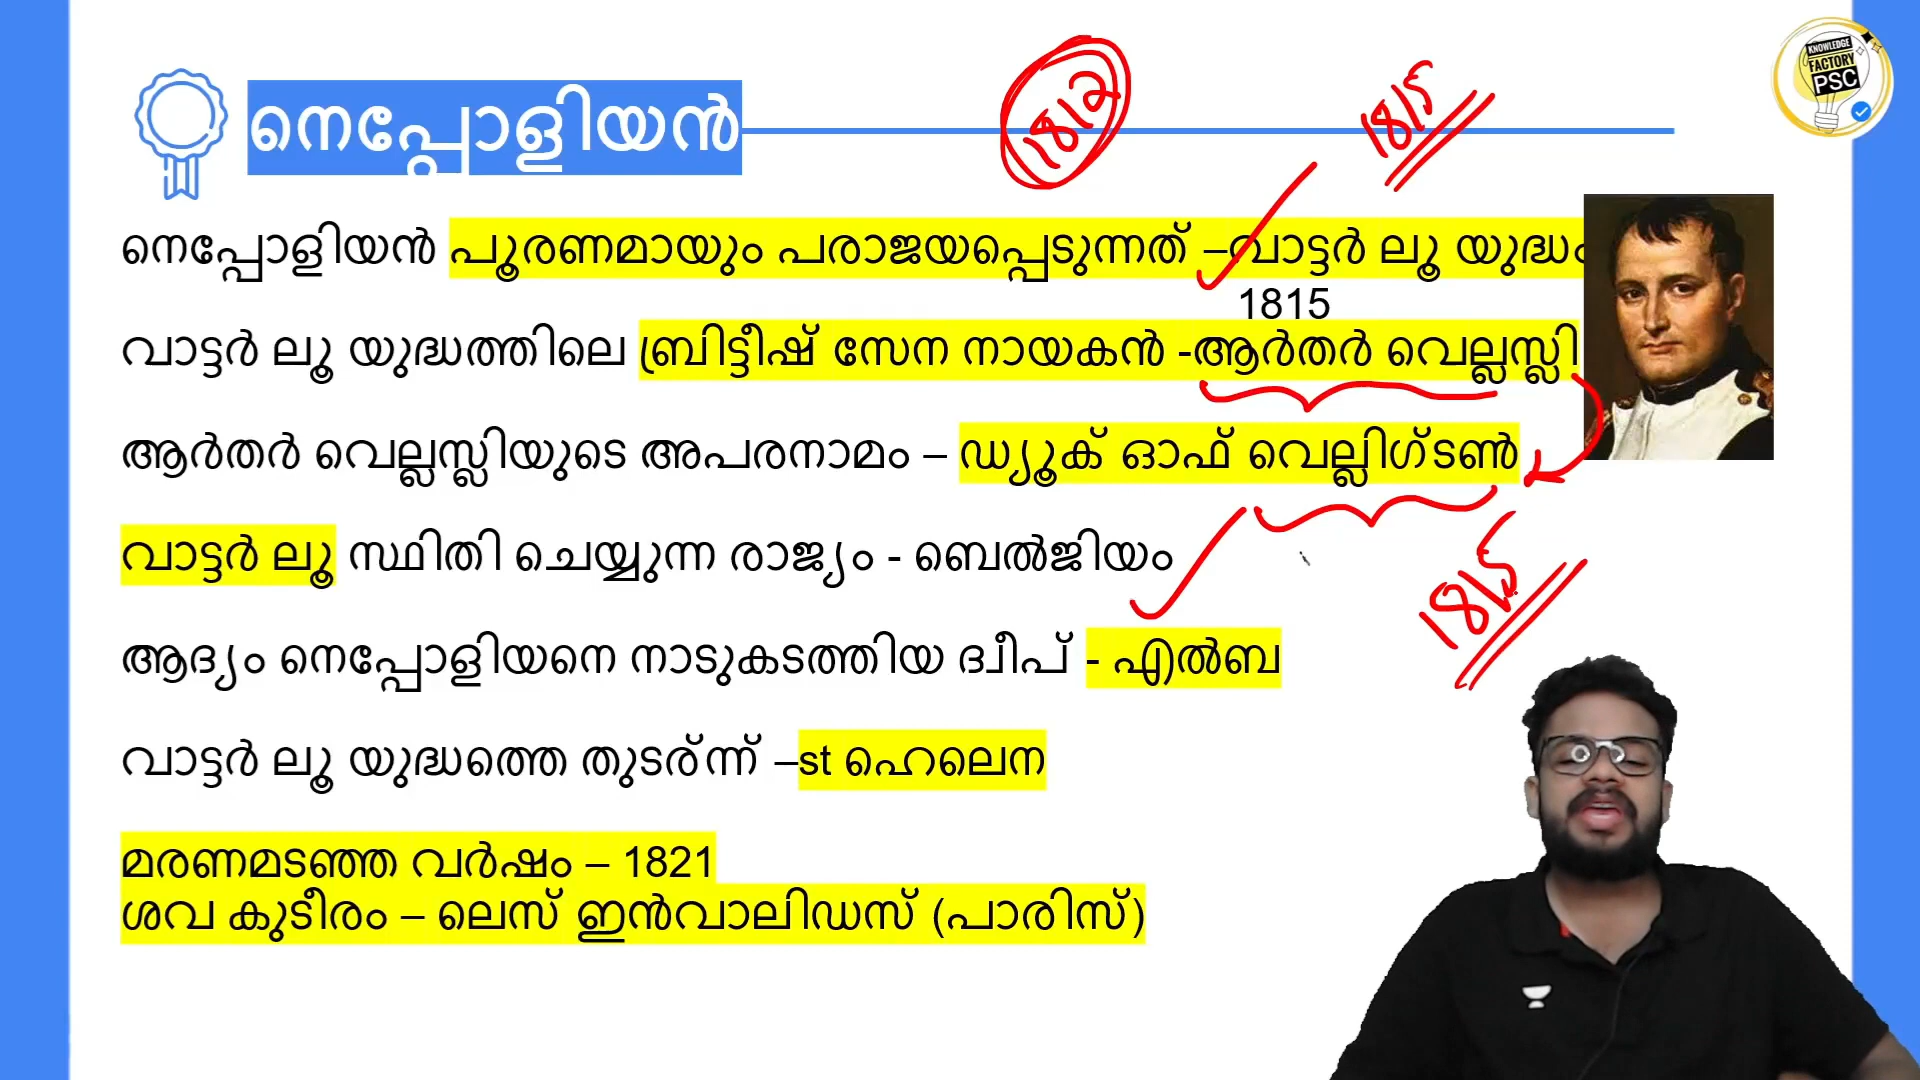 KNOWLEDGE
FACTORY
PSC
1812
1815
നെപ്പോളിയൻ
നെപ്പോളിയൻ പൂരണമായും പരാജയപ്പെടുന്നത് –വാട്ടർ ലൂ യുദ്ധം
1815
വാട്ടർ ലൂ യുദ്ധത്തിലെ ബ്രിട്ടീഷ് സേന നായകൻ -ആർതർ വെല്ലസ്ലി
ആർതർ വെല്ലസ്ലിയുടെ അപരനാമം – ഡ്യൂക് ഓഫ് വെല്ലിഗ്ടൺ
വാട്ടർ ലൂ സ്ഥിതി ചെയ്യുന്ന രാജ്യം - ബെൽജിയം
1815
ആദ്യം നെപ്പോളിയനെ നാടുകടത്തിയ ദ്വീപ് - എൽബ
വാട്ടർ ലൂ യുദ്ധത്തെ തുടര്ന്ന് –st ഹെലെന
മരണമടഞ്ഞ വർഷം – 1821
ശവ കുടീരം – ലെസ് ഇൻവാലിഡസ് (പാരിസ്)